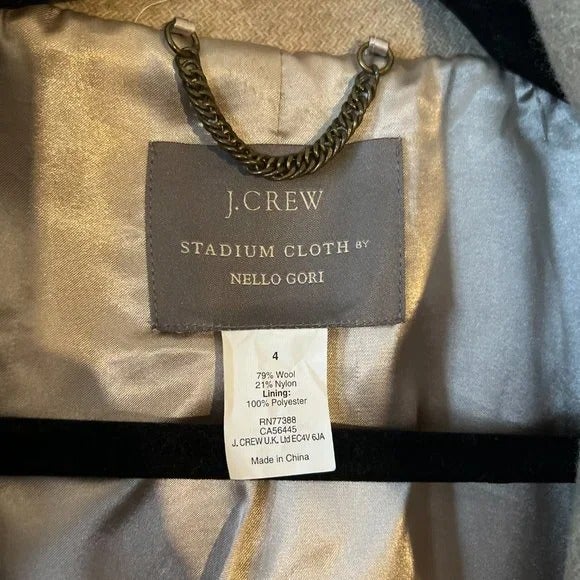 J.CREW
STADIUM CLOTH BY
NELLO GORI
4
79% Wool
21% Nylon
Lining:
100% Polyester
RN77388
CA56445
J. CREW U.K. Ltd EC4V 6JA
Made in China